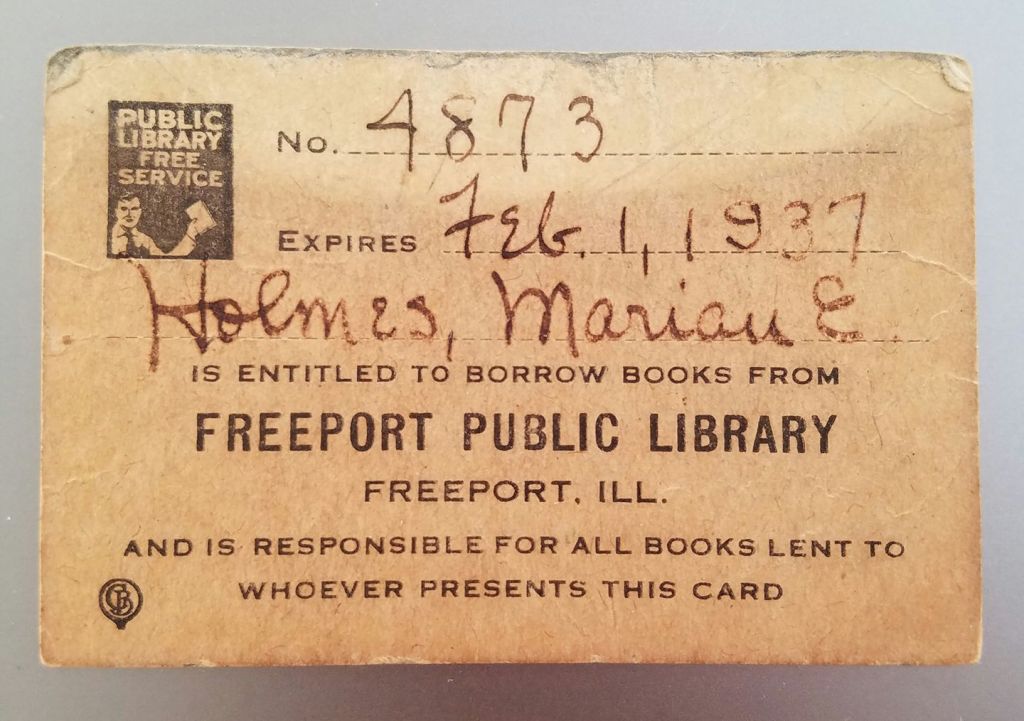 PUBLIC
LIBRARY
FREE
SERVICE
No. 4873
EXPIRES Feb. 1, 1937
Holmes, Marian E.
IS ENTITLED TO BORROW BOOKS FROM
FREEPORT PUBLIC LIBRARY
FREEPORT, ILL.
AND IS RESPONSIBLE FOR ALL BOOKS LENT TO
WHOEVER PRESENTS THIS CARD